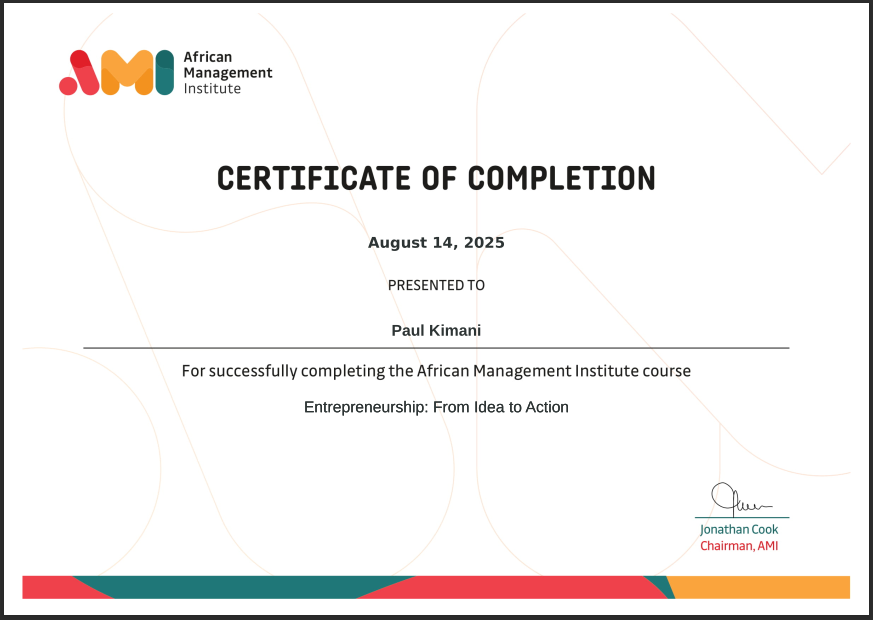 AMI
African
Management
Institute
CERTIFICATE OF COMPLETION
August 14, 2025
PRESENTED TO
Paul Kimani
For successfully completing the African Management Institute course
Entrepreneurship: From Idea to Action
Jonathan Cook
Chairman, AMI